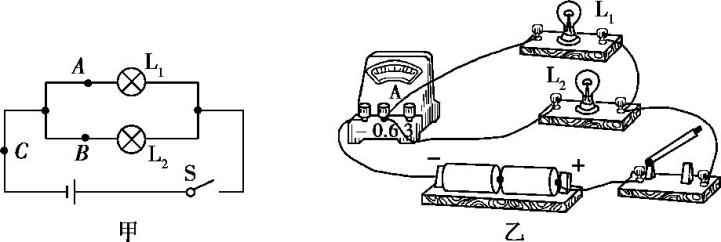 A
L₁
C
B
L₂
S
甲
L₁
L₂
A
- 0.6 3
- +
乙